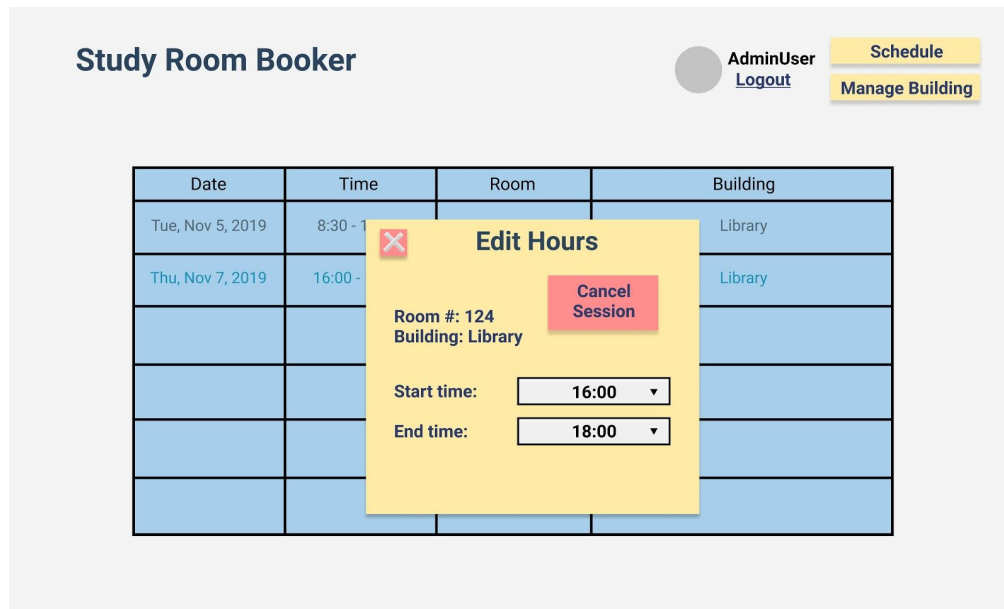 Study Room Booker
AdminUser
Logout
Schedule
Manage Building
Date Time Room Building
Tue, Nov 5, 2019 8:30 - Library
Thu, Nov 7, 2019 16:00 - Library
Edit Hours
Cancel
Session
Room #: 124
Building: Library
Start time: 16:00
End time: 18:00